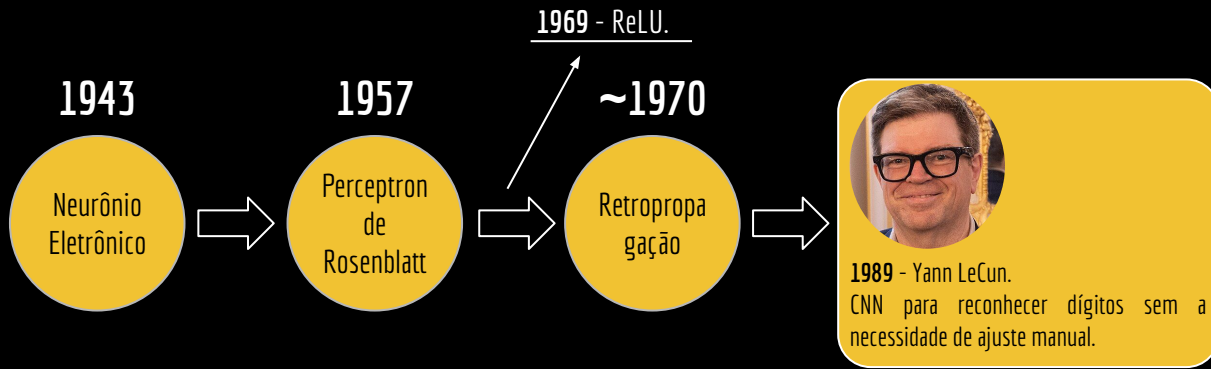 1969 - ReLU.
1943
1957
~1970
Neurônio
Eletrônico
Perceptron
de
Rosenblatt
Retropropa
gação
1989 - Yann LeCun.
CNN para reconhecer dígitos sem a
necessidade de ajuste manual.